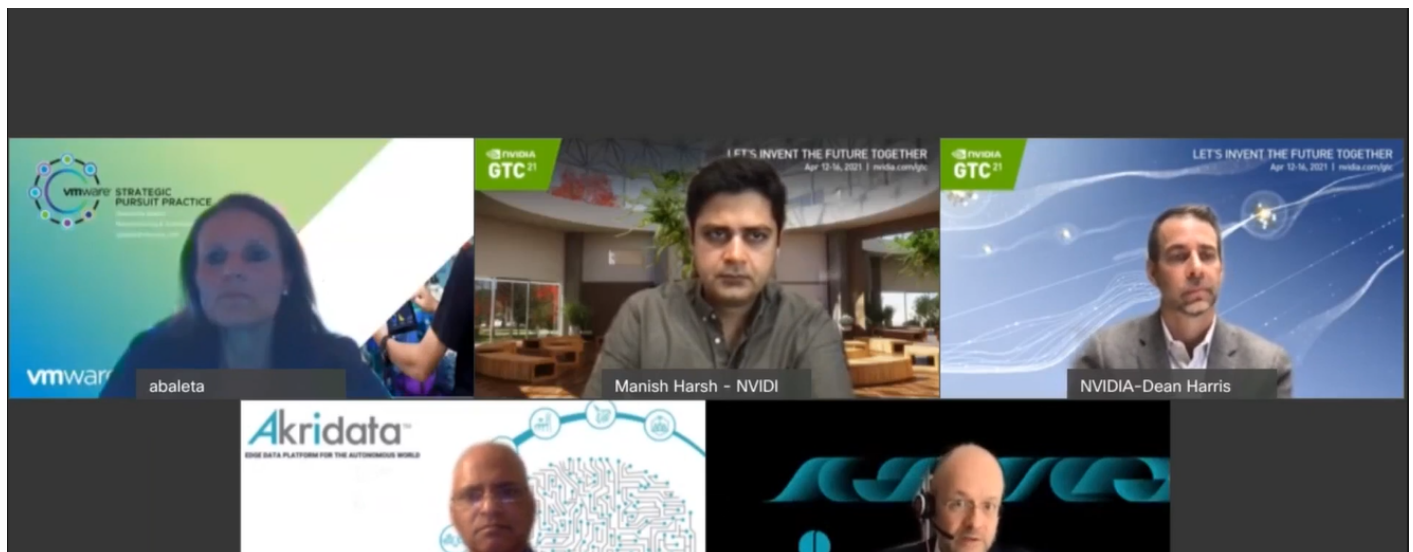 vmware STRATEGIC
PURSUIT PRACTICE
vmware
abaleta
NVIDIA
GTC 21
LET'S INVENT THE FUTURE TOGETHER
Apr 12-16, 2021 | nvidia.com/gtc
Manish Harsh - NVIDI
NVIDIA
GTC 21
LET'S INVENT THE FUTURE TOGETHER
Apr 12-16, 2021 | nvidia.com/gtc
NVIDIA-Dean Harris
Akridata™
EDGE DATA PLATFORM FOR THE AUTONOMOUS WORLD